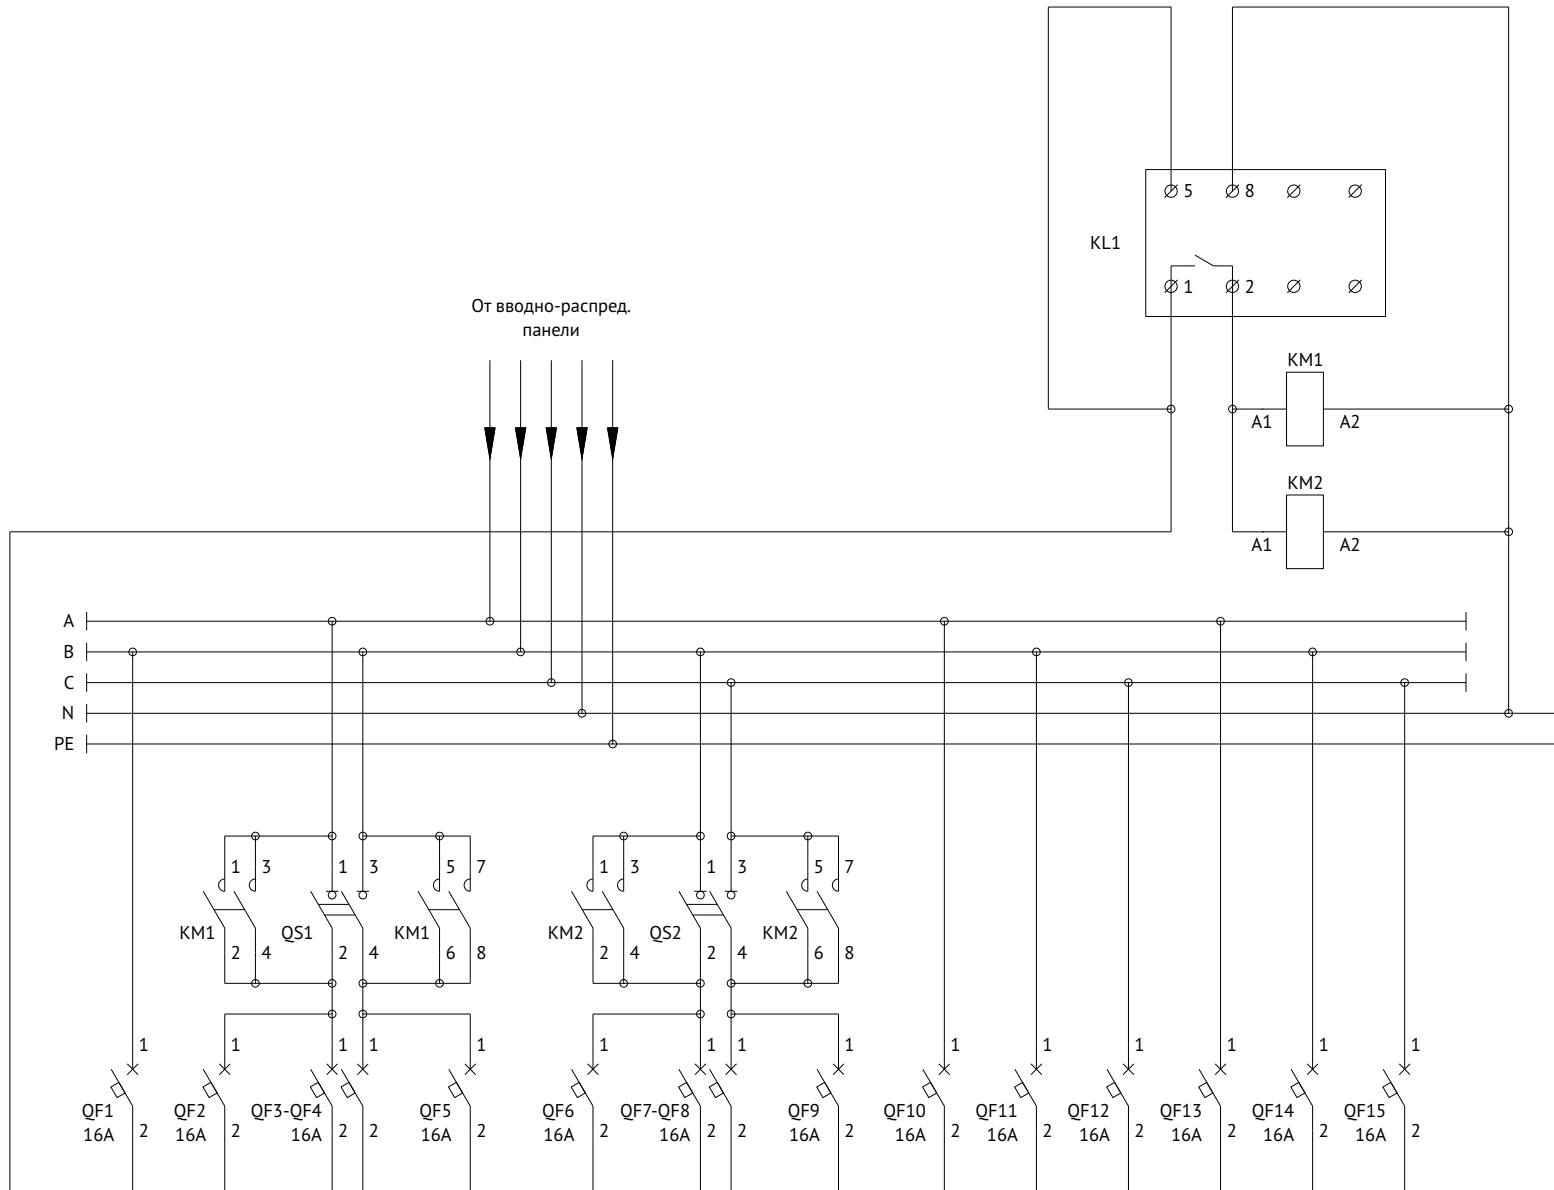 5 8
KL1
1 2
От вводно-распред.
панели
KM1
A1 A2
KM2
A1 A2
A
B
C
N
PE
1 3 1 3 5 7 1 3 1 3 5 7
KM1 QS1 KM1 KM2 QS2 KM2
2 4 2 4 6 8 2 4 2 4 6 8
1 1 1 1 1 1 1 1 1 1 1 1 1 1 1
QF1 QF2 QF3-QF4 QF5 QF6 QF7-QF8 QF9 QF10 QF11 QF12 QF13 QF14 QF15
16A 2 16A 2 16A 2 2 16A 2 16A 2 16A 2 2 16A 2 16A 2 16A 2 16A 2 16A 2 16A 2 16A 2